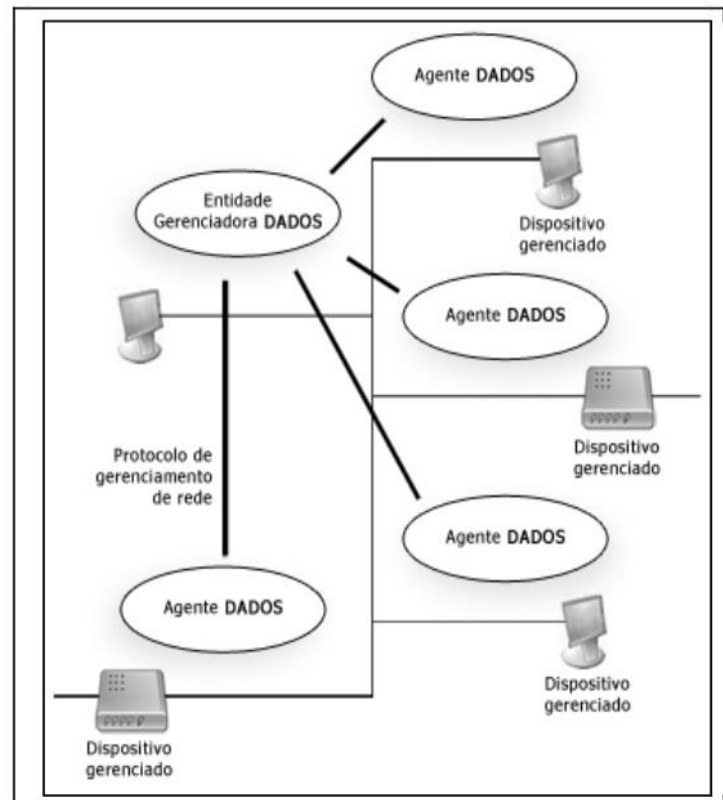 Agente DADOS
Entidade
Gerenciadora DADOS
Dispositivo
gerenciado
Agente DADOS
Dispositivo
gerenciado
Protocolo de
gerenciamento
de rede
Agente DADOS
Agente DADOS
Dispositivo
gerenciado
Dispositivo
gerenciado